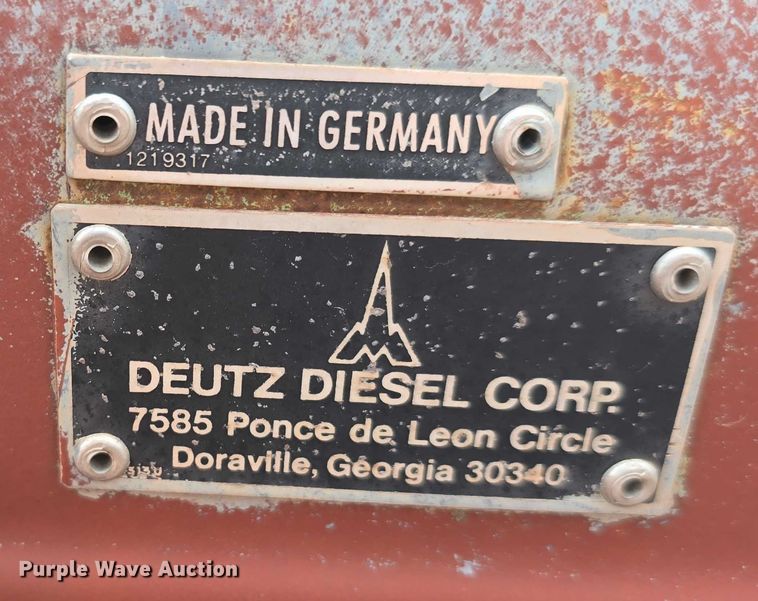 MADE IN GERMANY
1219317
DEUTZ DIESEL CORP.
7585 Ponce de Leon Circle
Doraville, Georgia 30340
Purple Wave Auction